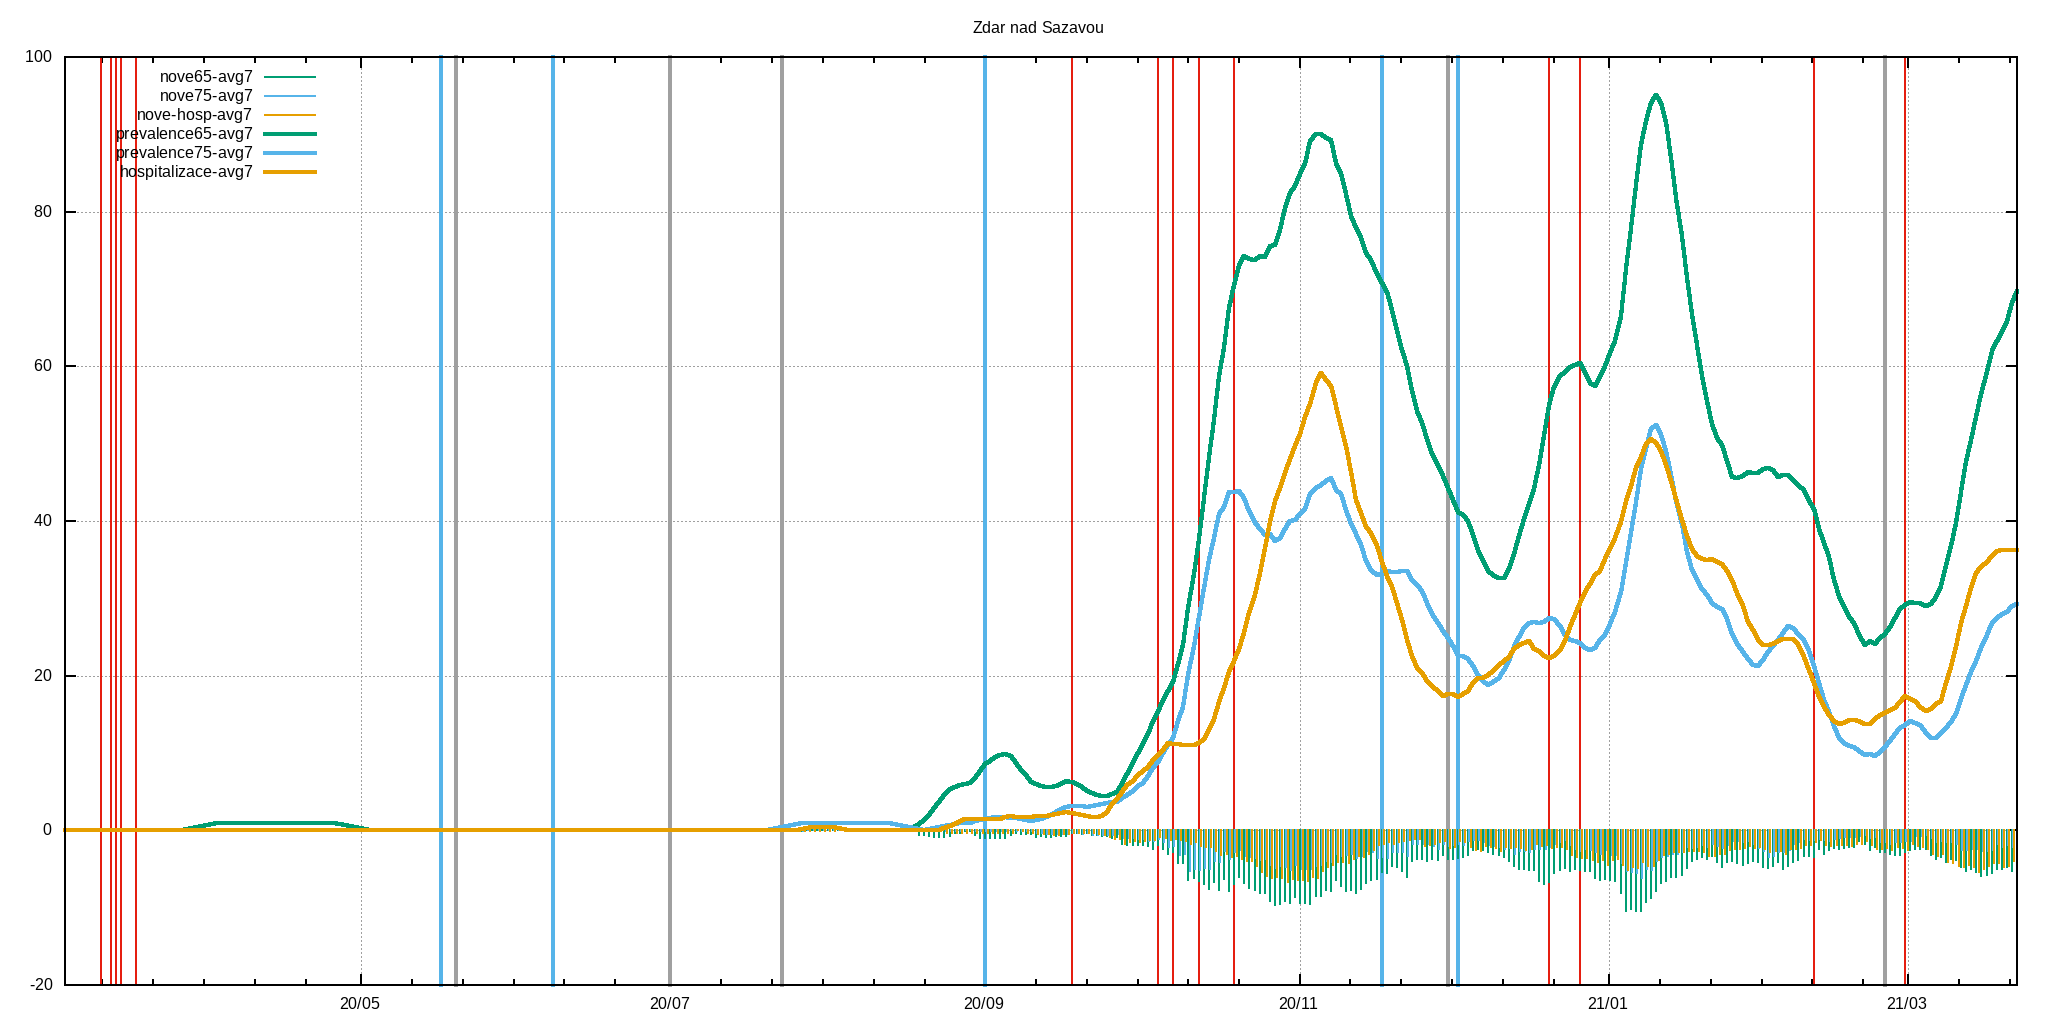 Zdar nad Sazavou
100
80
60
40
20
0
-20
nove65-avg7
nove75-avg7
nove-hosp-avg7
prevalence65-avg7
prevalence75-avg7
hospitalizace-avg7
20/05
20/07
20/09
20/11
21/01
21/03